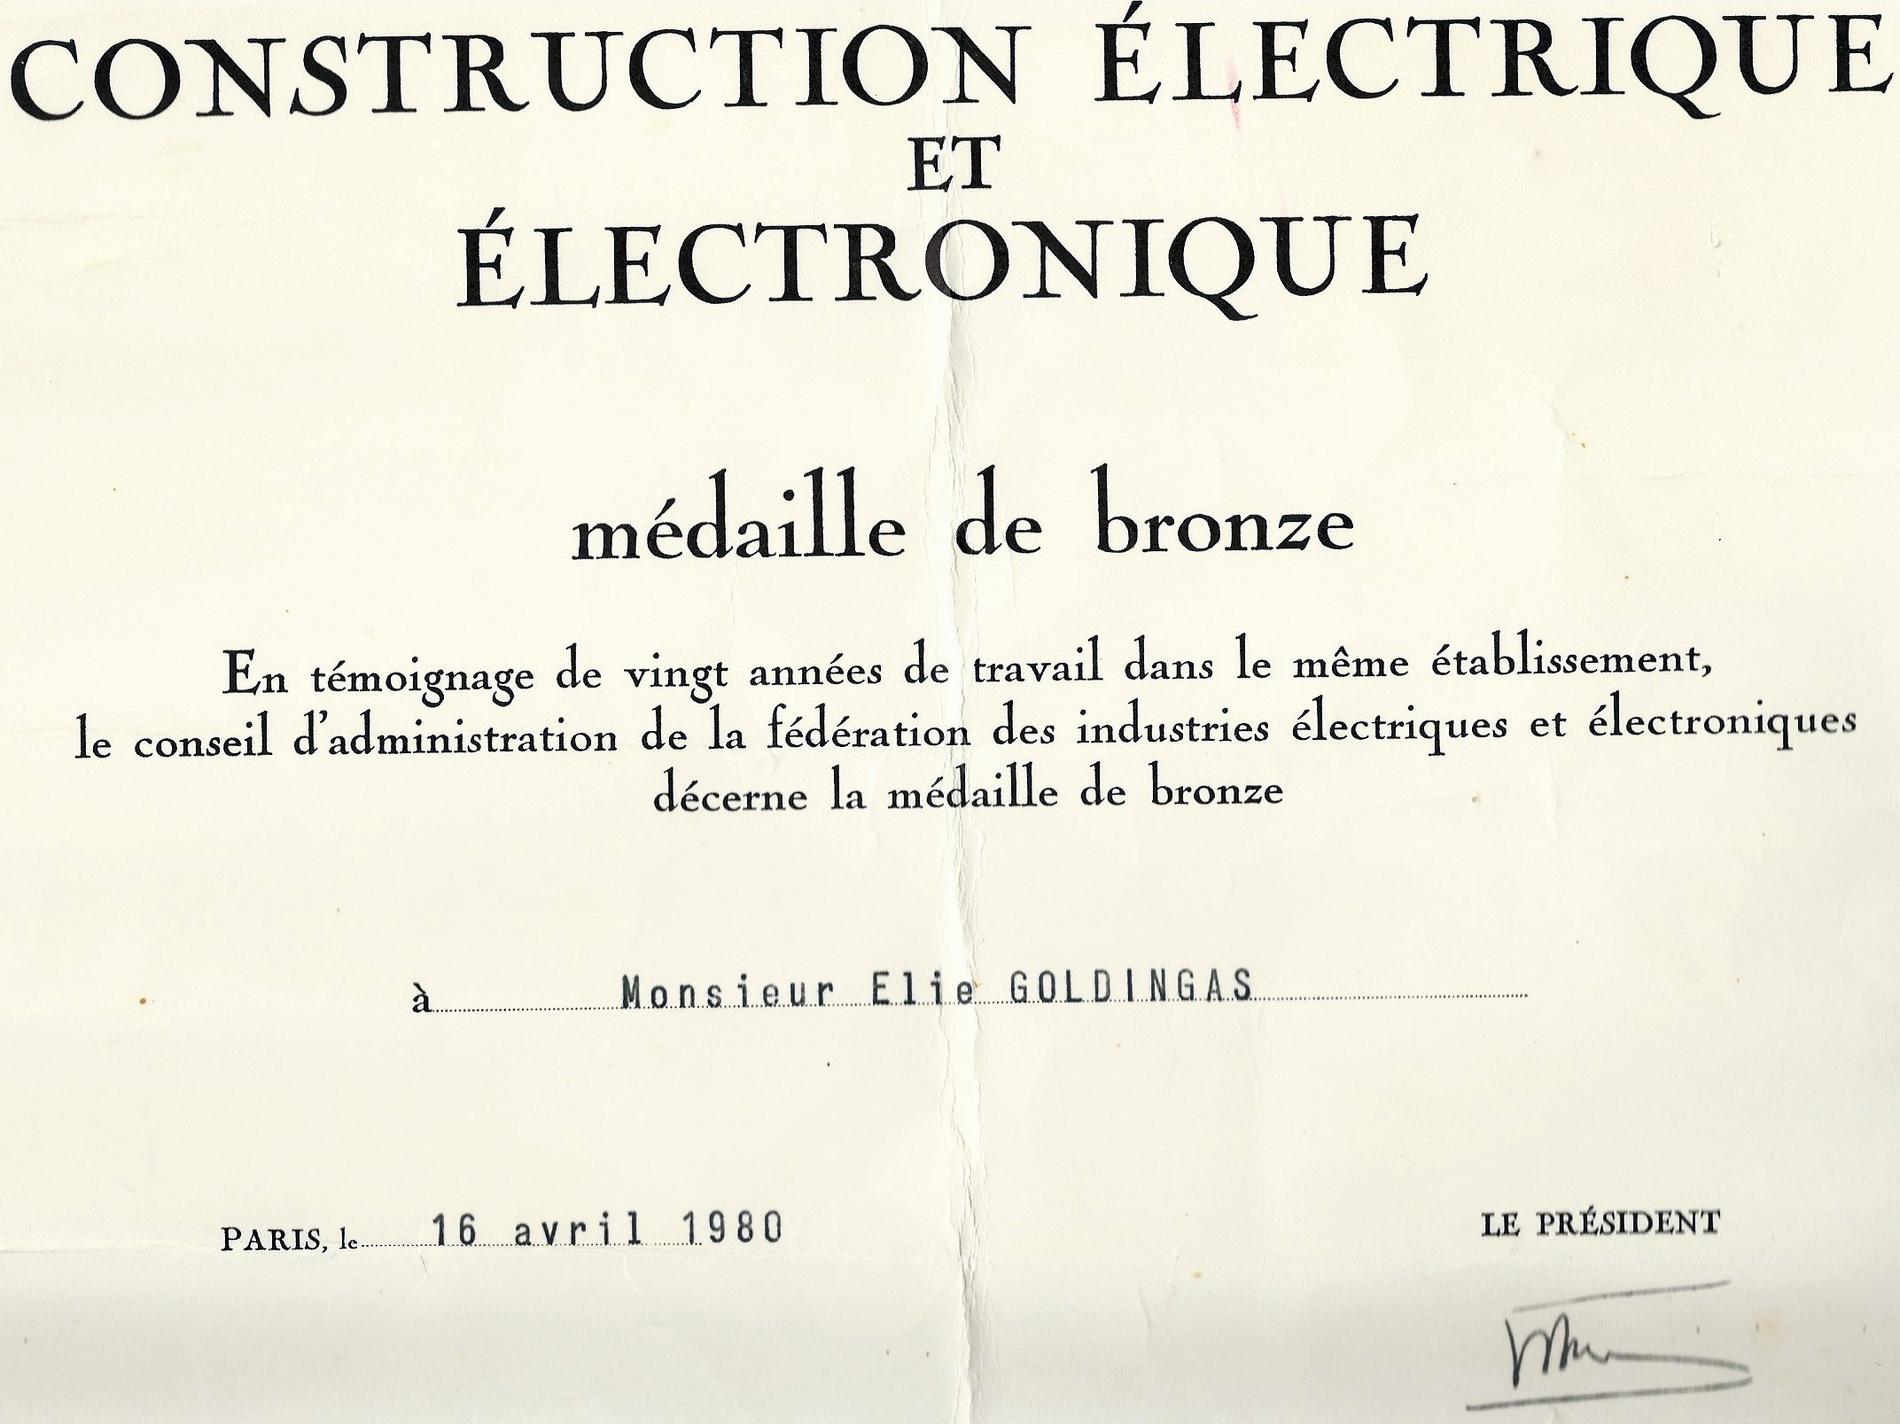 CONSTRUCTION ÉLECTRIQUE
ET
ÉLECTRONIQUE
médaille de bronze
En témoignage de vingt années de travail dans le même établissement,
le conseil d'administration de la fédération des industries électriques et électroniques
décerne la médaille de bronze
à Monsieur Elie GOLDINGAS
PARIS, le 16 avril 1980
LE PRÉSIDENT